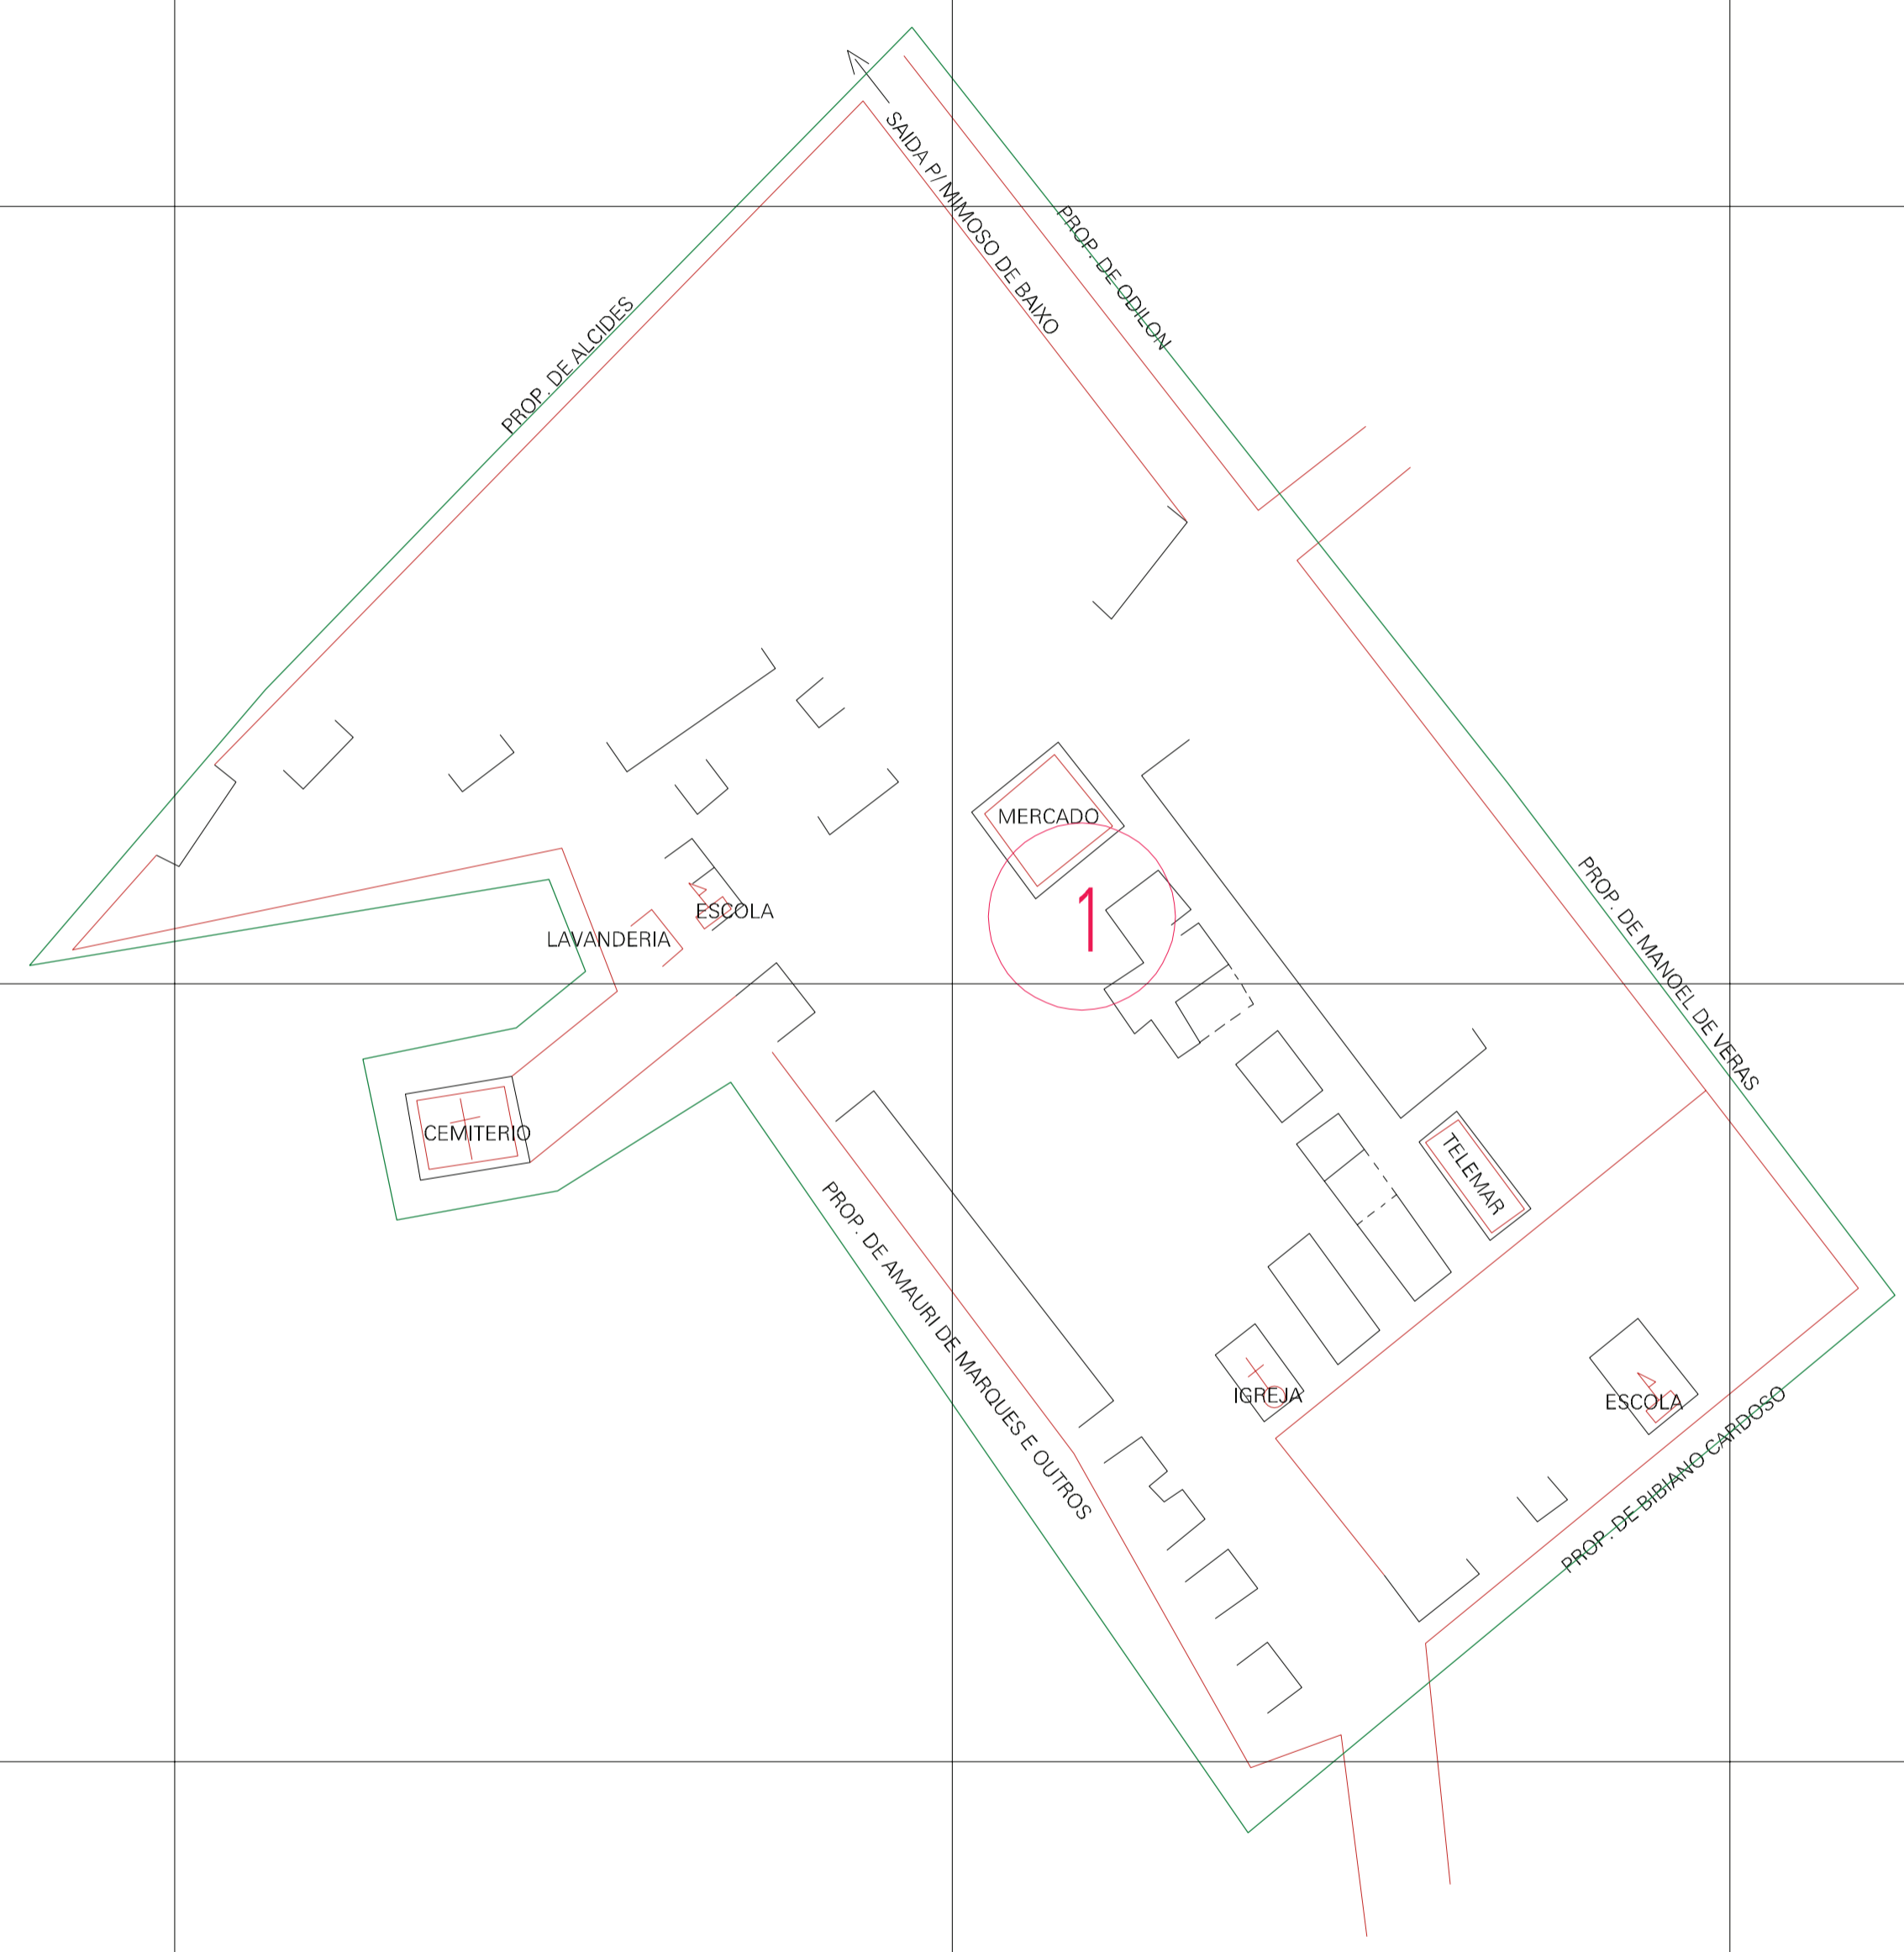 SAIDA P/ MIMOSO DE BAIXO
PROP. DE ODILON
PROP. DE ALCIDES
MERCADO
1
ESCOLA
LAVANDERIA
PROP. DE MANOEL DE VERAS
CEMITERIO
TELEMAR
PROP. DE AMAURI DE MARQUES E OUTROS
IGREJA
ESCOLA
PROP. DE BIBIANO CARDOSO